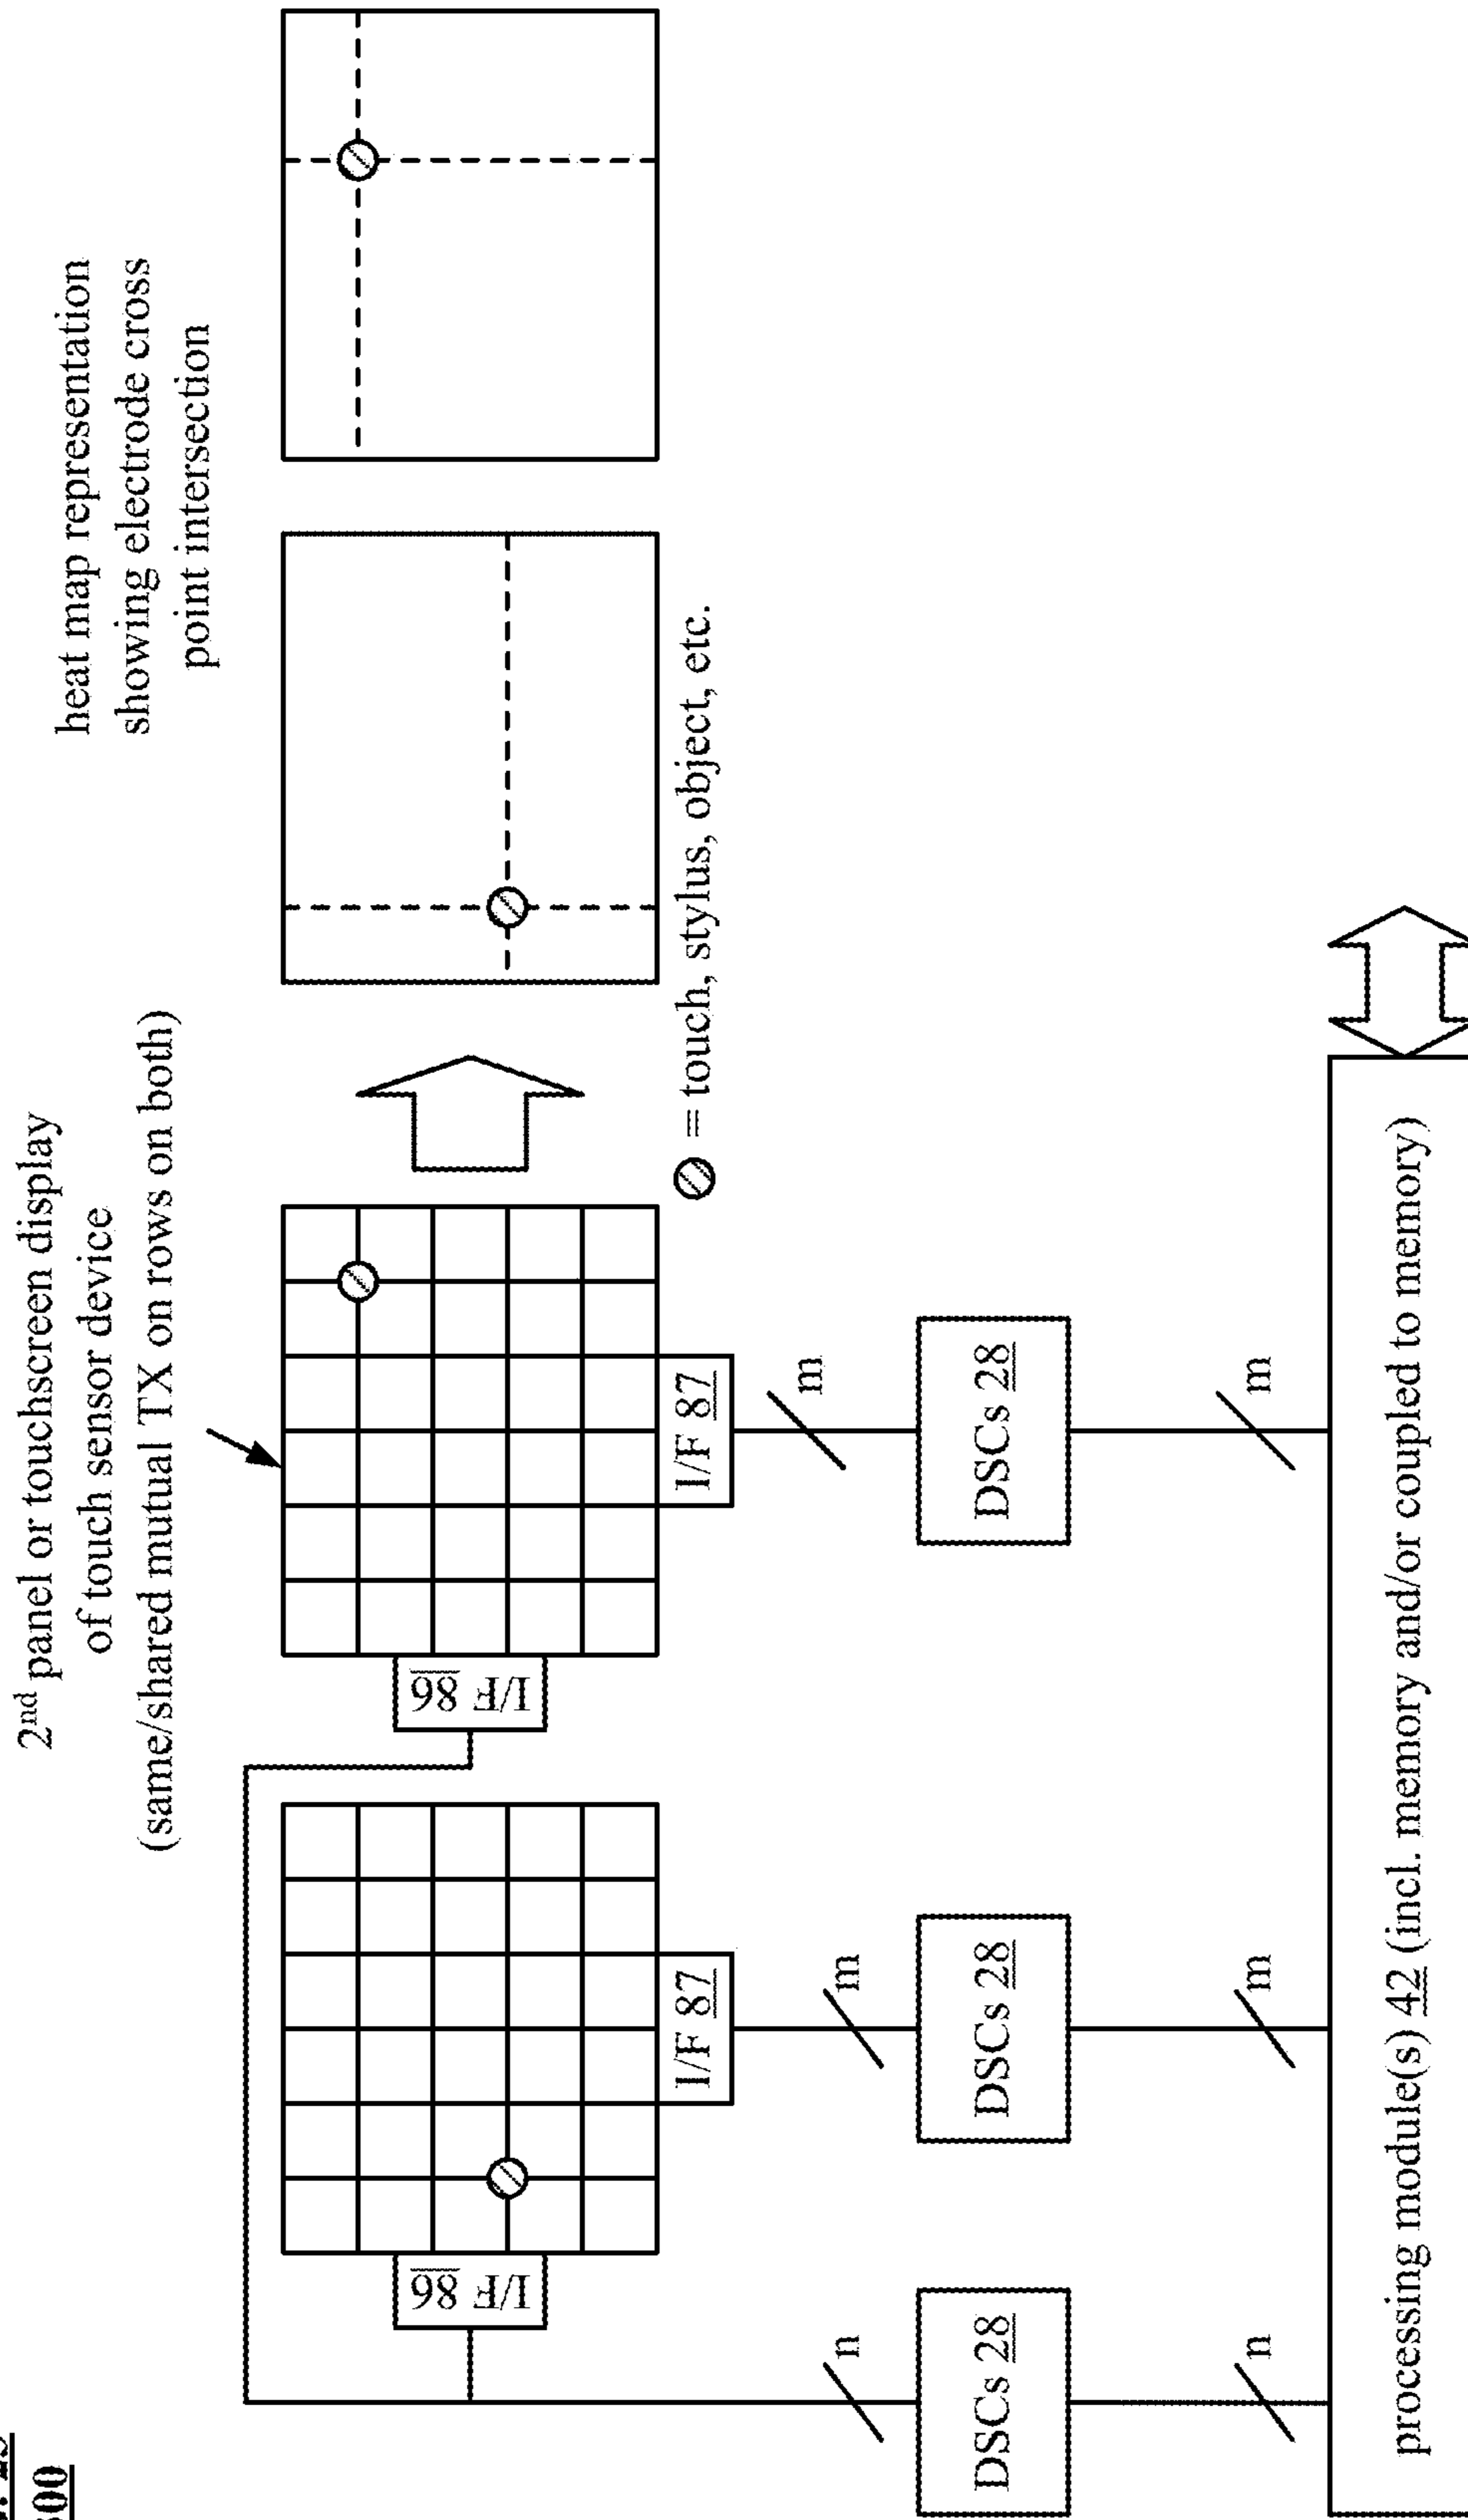 2nd panel or touchscreen display
of touch sensor device
(same/shared mutual TX on rows on both)
heat map representation
showing electrode cross
point intersection
I/F 86
I/F 86
I/F 87
I/F 87
= touch, stylus, object, etc.
n
m
m
DSCs 28
DSCs 28
DSCs 28
n
m
m
processing module(s) 42 (incl. memory and/or coupled to memory)